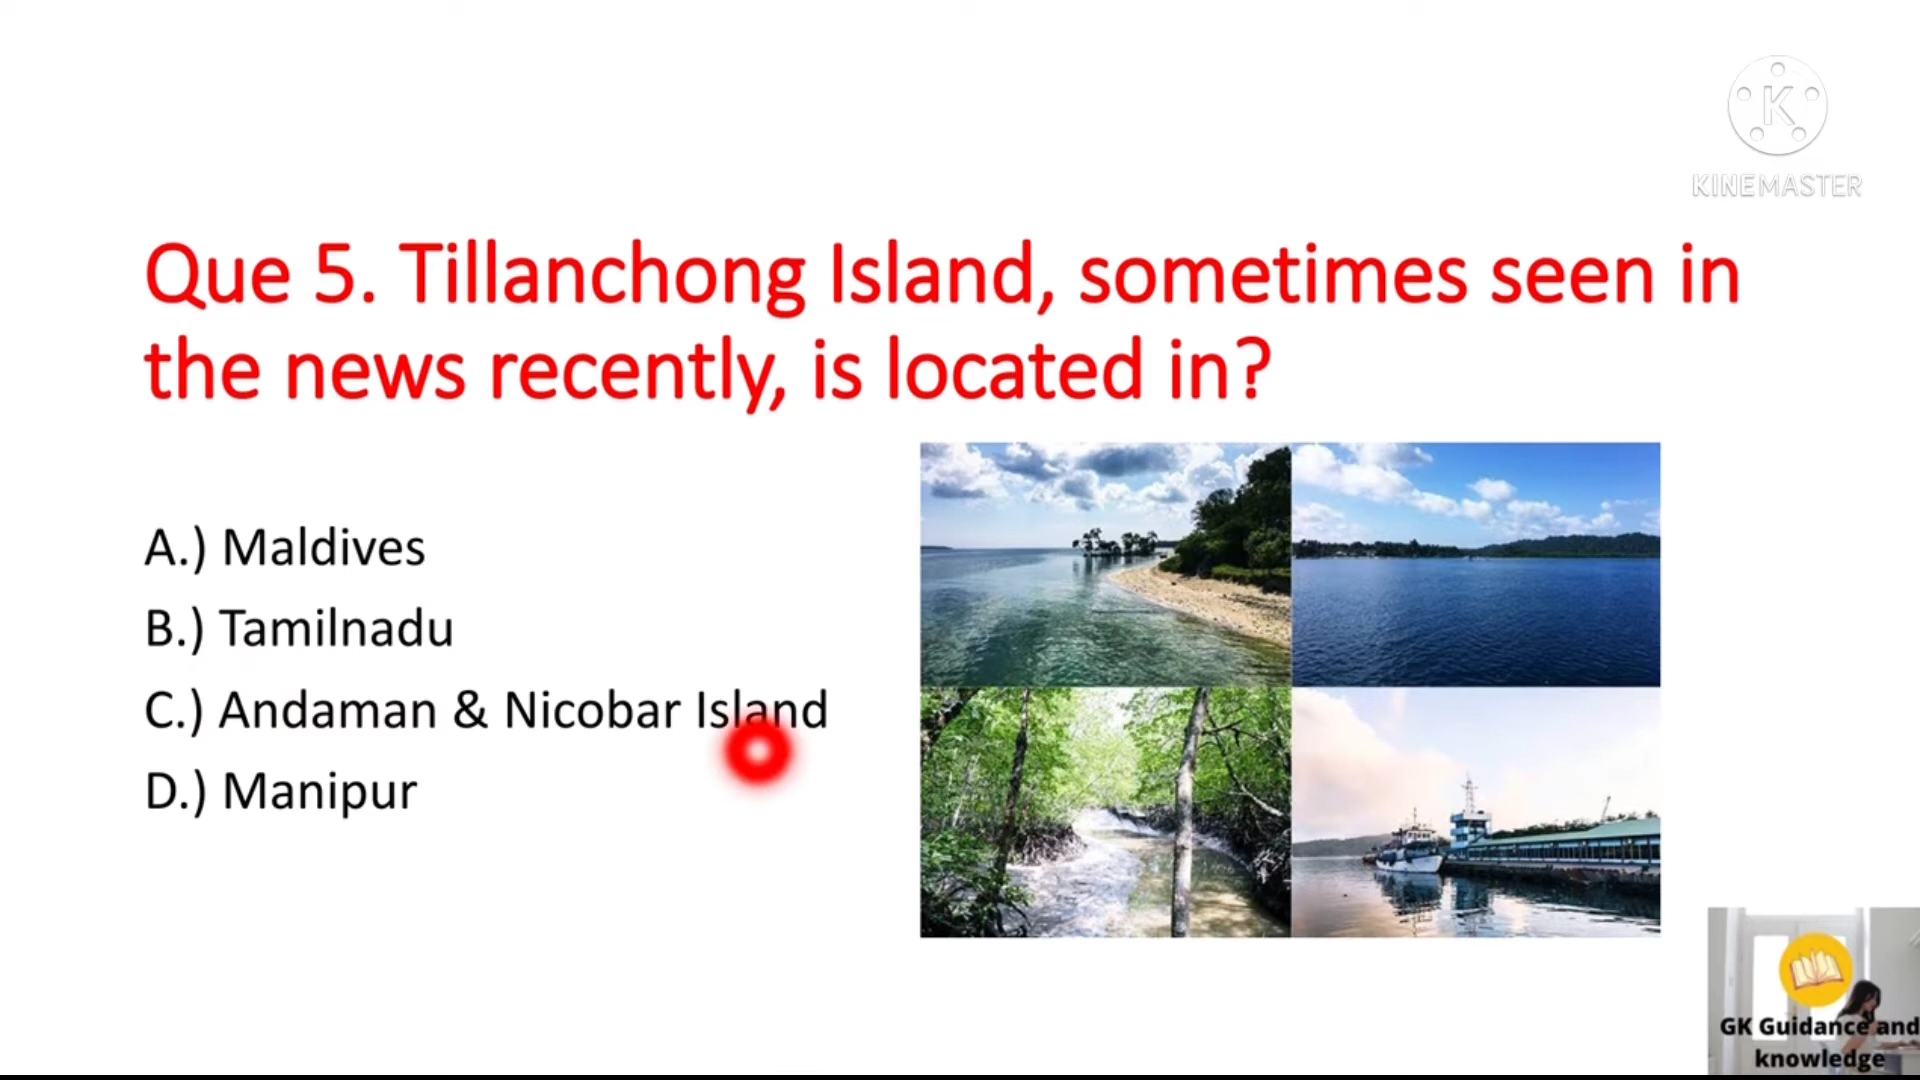 K
KINEMASTER
Que 5. Tillanchong Island, sometimes seen in
the news recently, is located in?
A.) Maldives
B.) Tamilnadu
C.) Andaman & Nicobar Island
D.) Manipur
GK Guidance and
knowledge